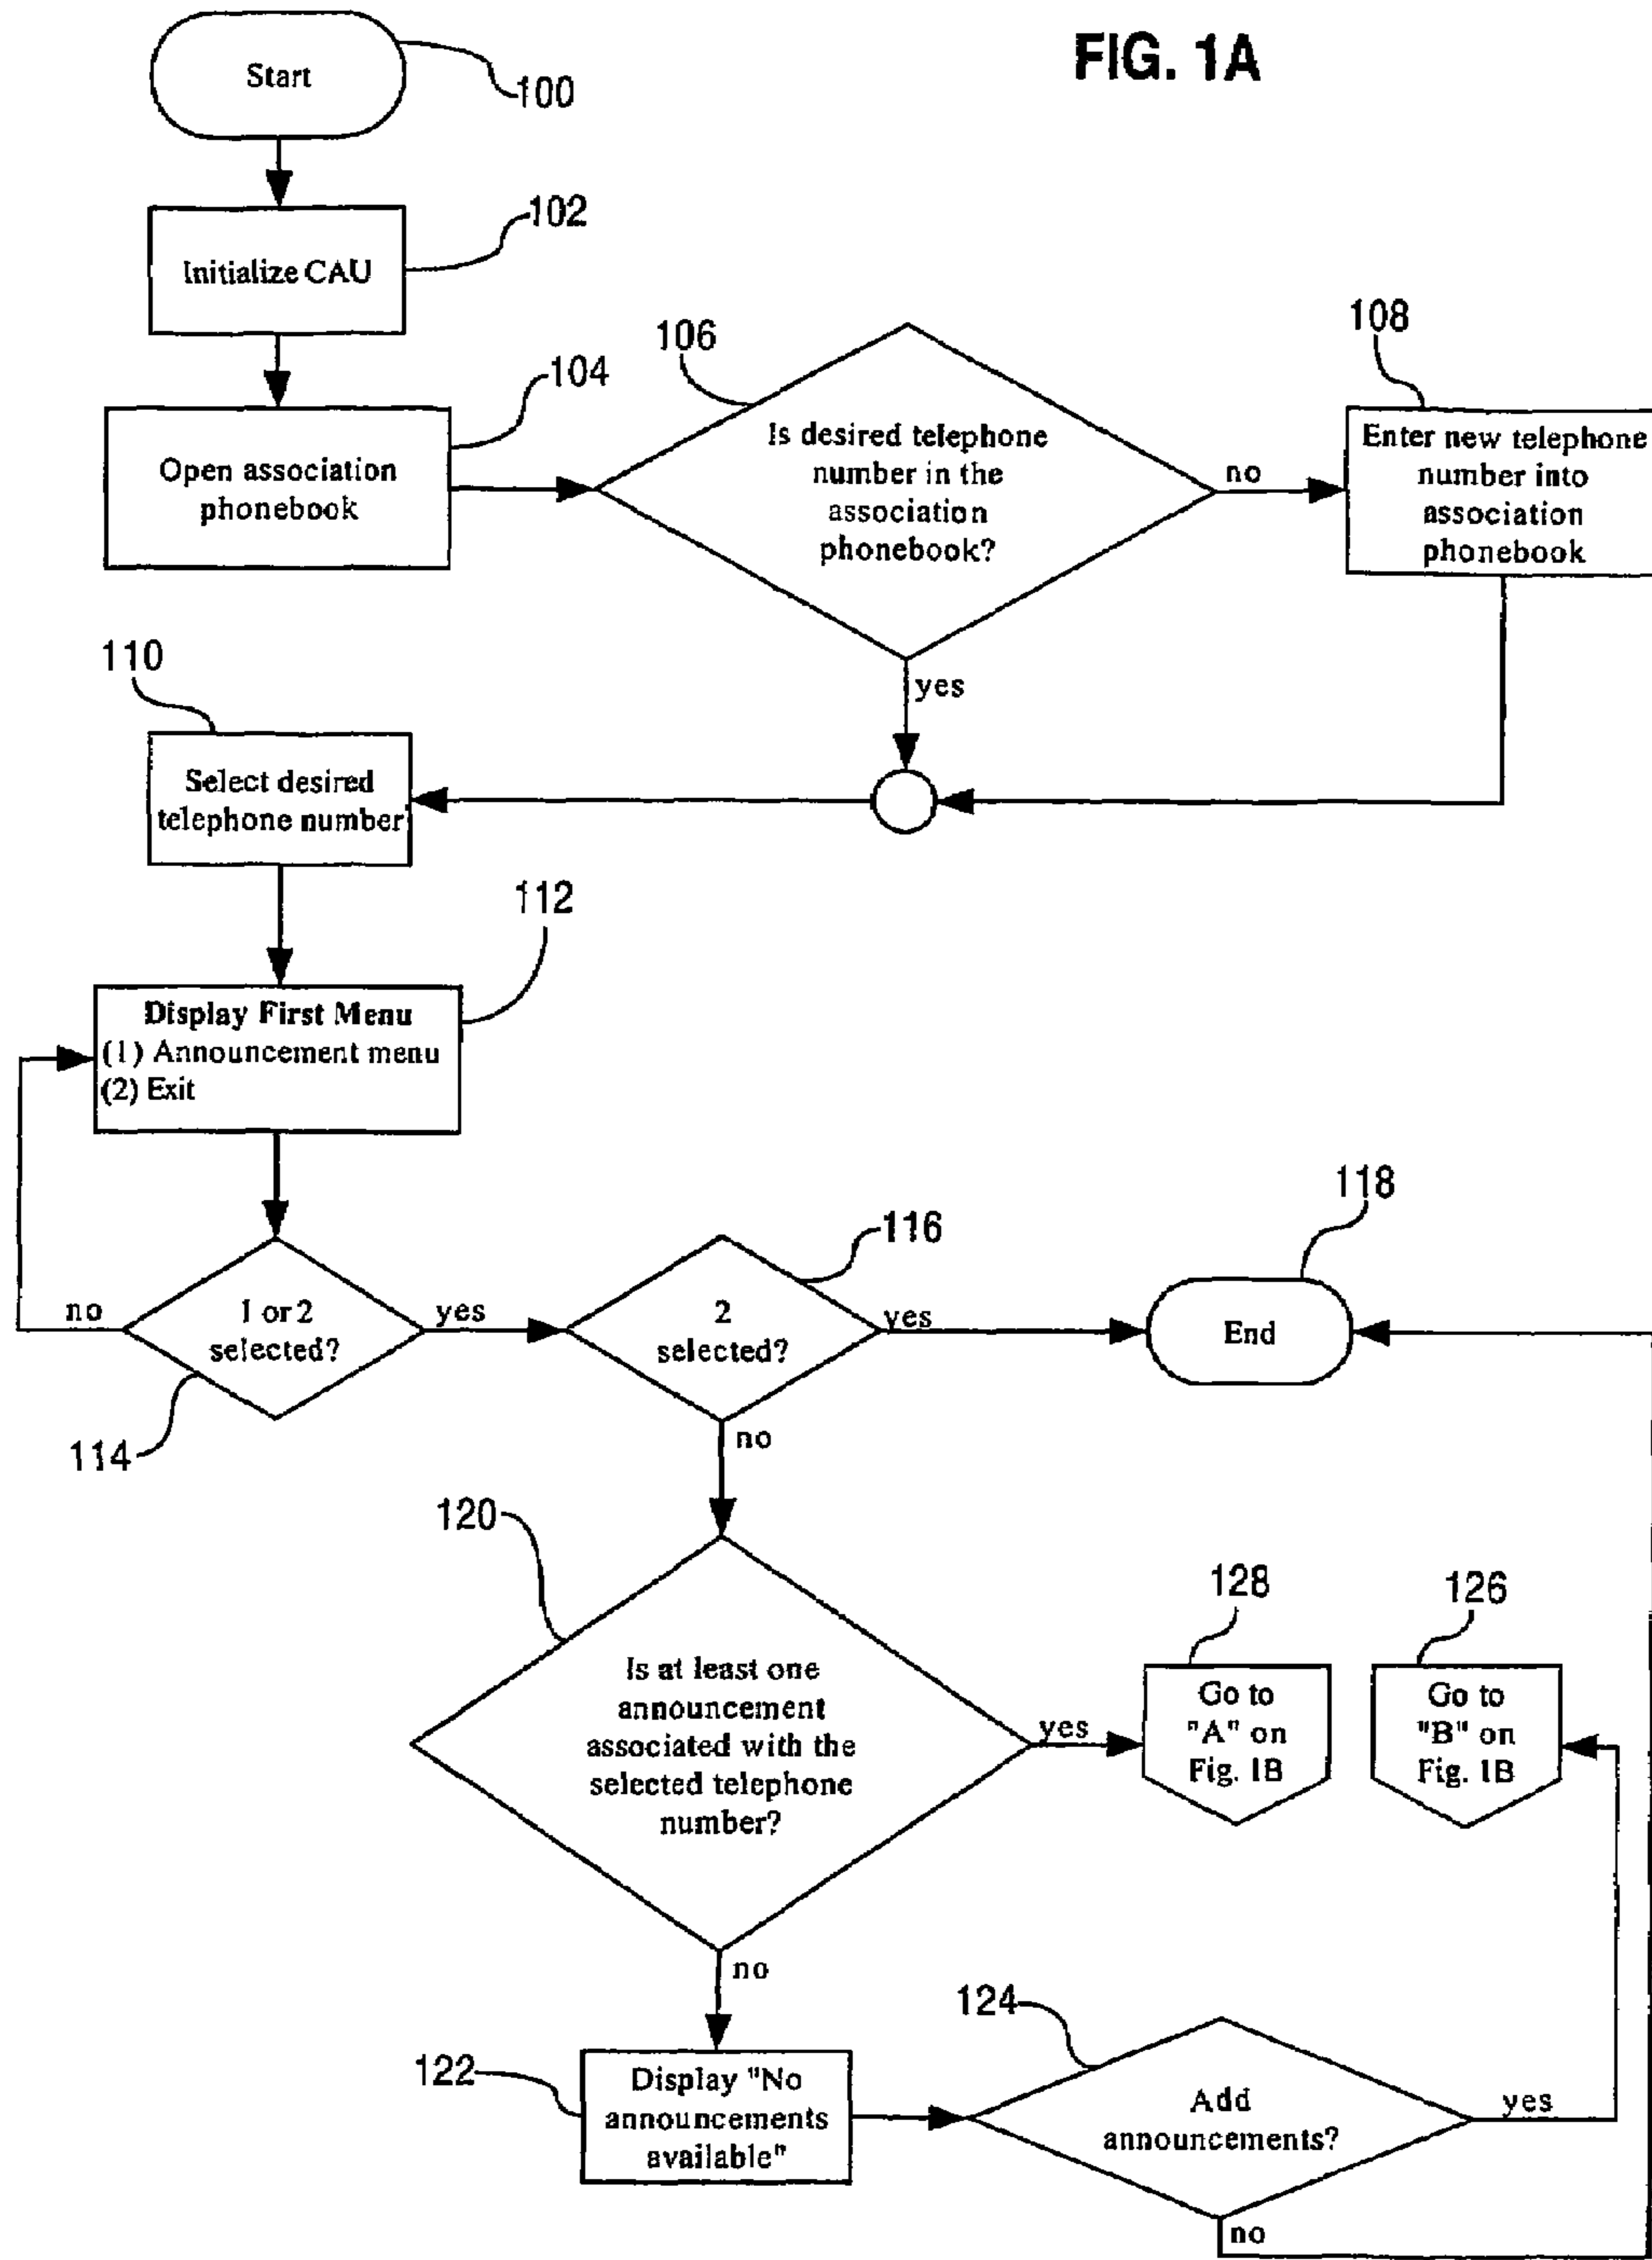 FIG. 1A
Start
100
Initialize CAU
102
Open association
phonebook
104
106
Is desired telephone
number in the
association
phonebook?
no
yes
108
Enter new telephone
number into
association
phonebook
110
Select desired
telephone number
112
Display First Menu
(1) Announcement menu
(2) Exit
no
1 or 2
selected?
yes
114
2
selected?
116
yes
no
118
End
120
Is at least one
announcement
associated with the
selected telephone
number?
yes
no
128
Go to
"A" on
Fig. 1B
126
Go to
"B" on
Fig. 1B
122
Display "No
announcements
available"
124
Add
announcements?
yes
no